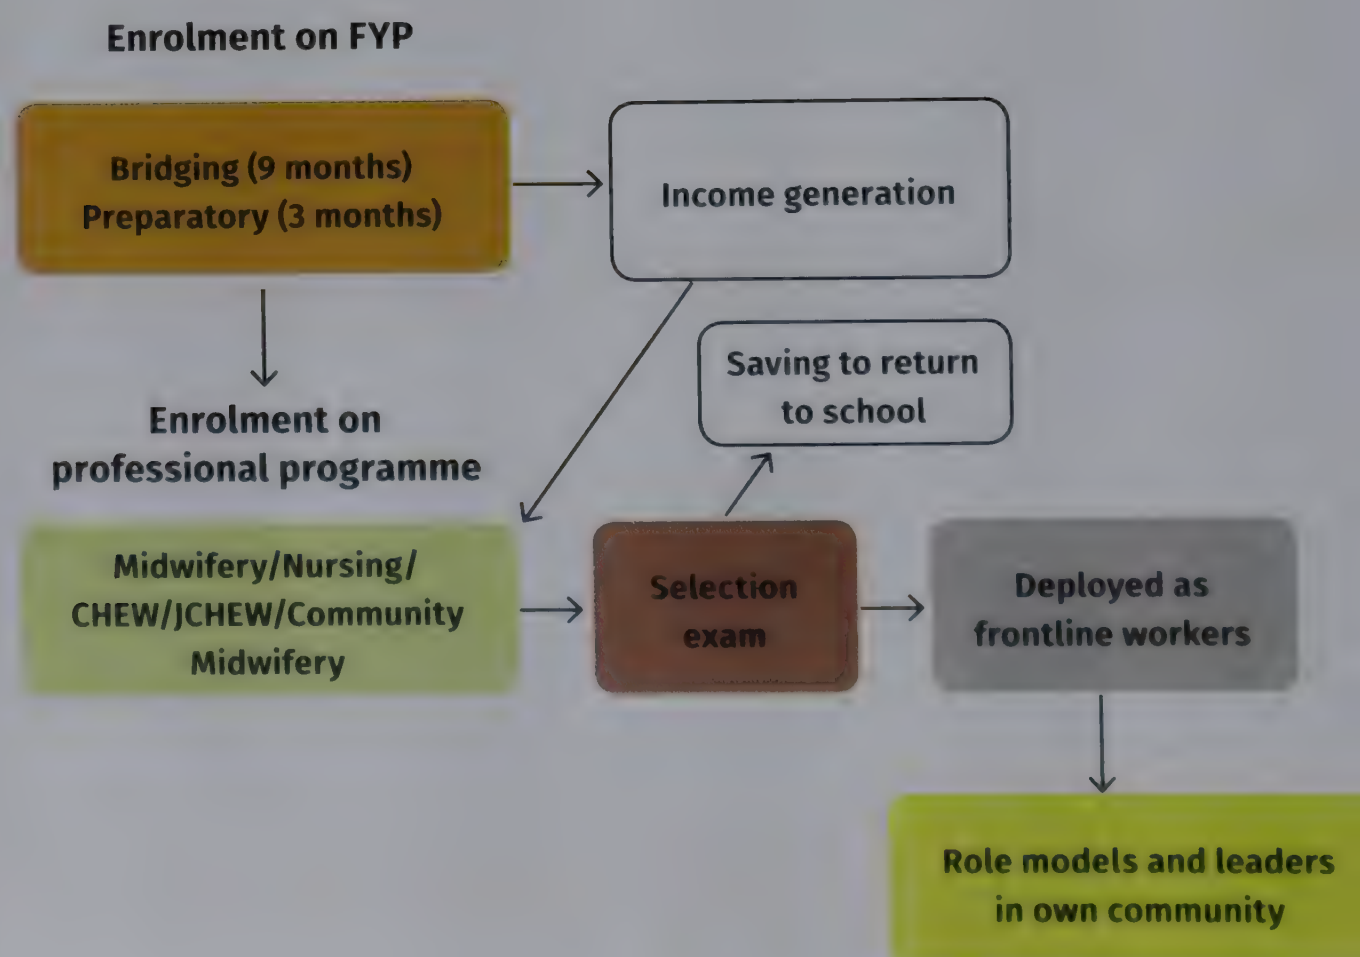 Enrolment on FYP
Bridging (9 months)
Preparatory (3 months)
Income generation
Saving to return
to school
Enrolment on
professional programme
Midwifery/Nursing/
CHEW/JCHEW/Community
Midwifery
Selection
exam
Deployed as
frontline workers
Role models and leaders
in own community